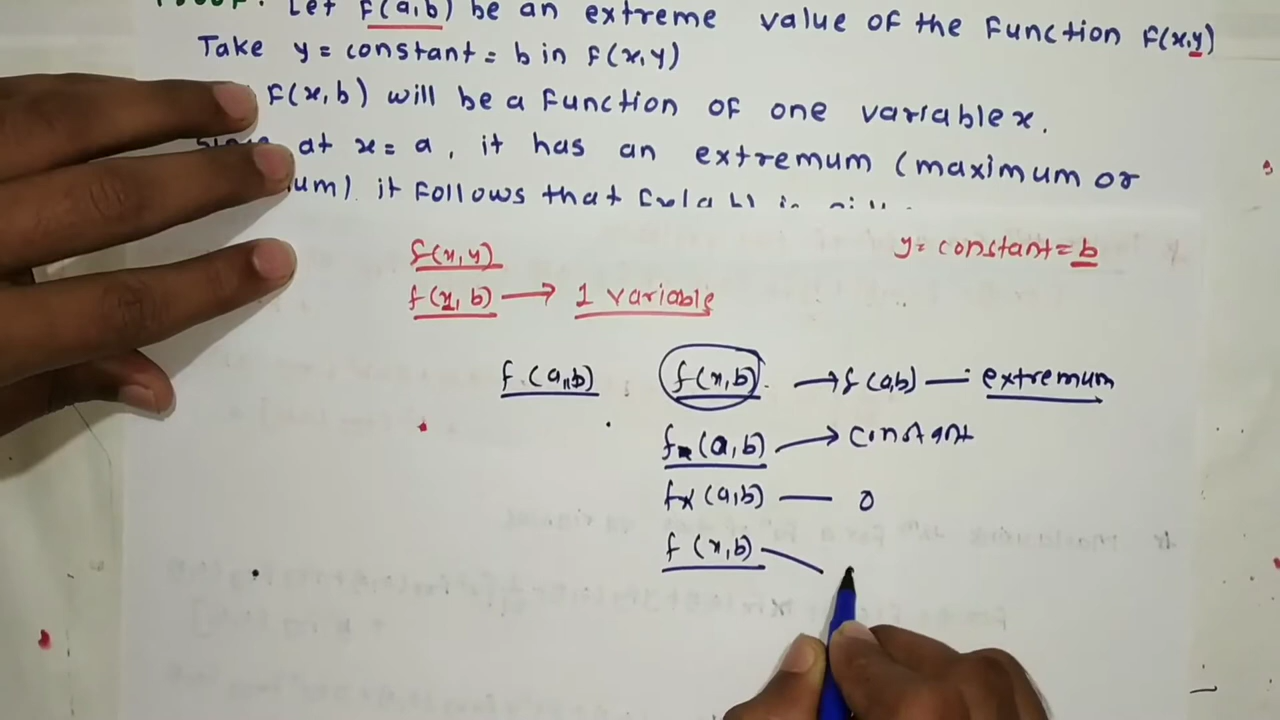 Let f(a,b) be an extreme value of the function f(x,y)
Take y = constant = b in f(x,y)
f(x,b) will be a function of one variable x.
at x = a, it has an extremum (maximum or
it follows that
f(x,y)
y = constant = b
f(x,b) → 1 variable
f(a,b) f(x,b) → f(a,b) — extremum
fx(a,b) → constant
fx(a,b) — 0
f(x,b)